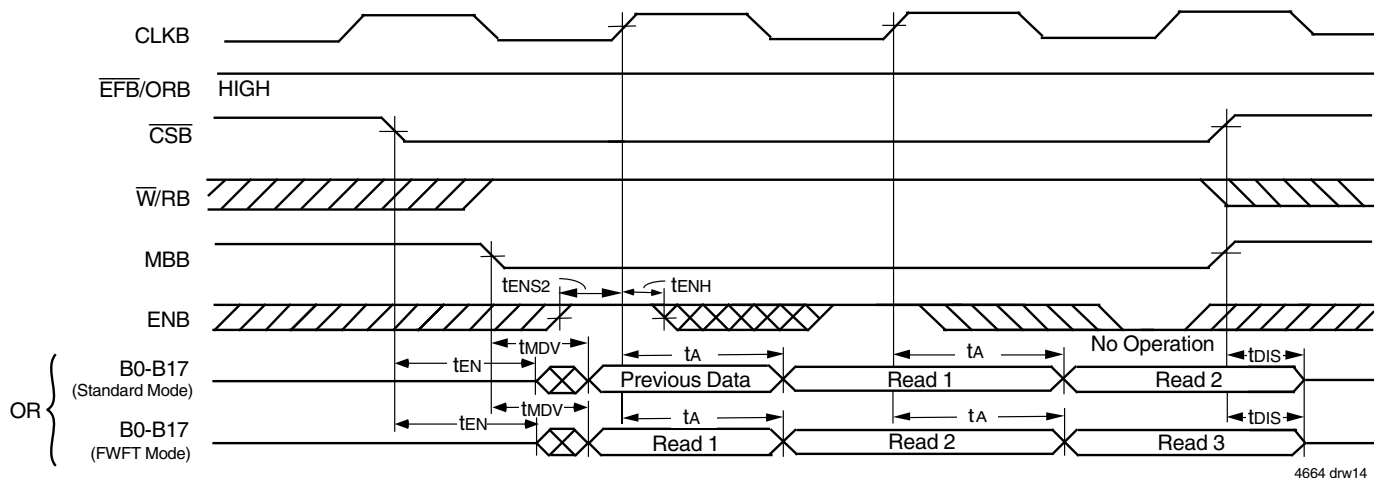 CLKB
EFB/ORB HIGH
CSB
W/RB
MBB
tENS2 tENH
ENB
No Operation
tMDV
tEN tA tA tDIS
B0-B17
(Standard Mode)
Previous Data Read 1 Read 2
OR
tMDV
tEN tA tA tDIS
B0-B17
(FWFT Mode)
Read 1 Read 2 Read 3
4664 drw14